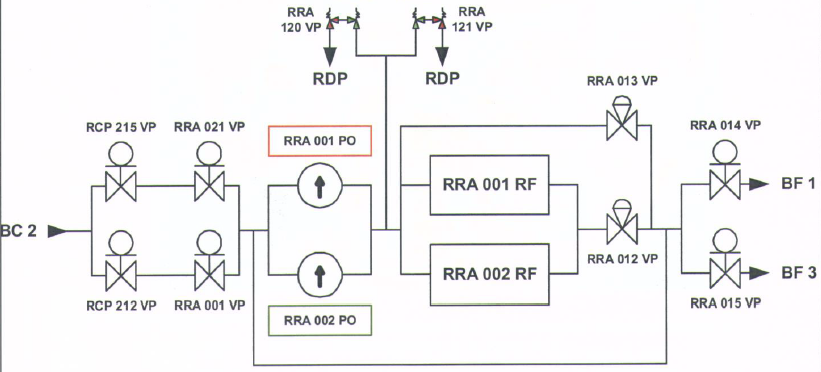 RRA
120 VP
RRA
121 VP
RDP
RDP
RRA 013 VP
RCP 215 VP
RRA 021 VP
RRA 001 PO
RRA 014 VP
RRA 001 RF
BF 1
BC 2
RRA 002 RF
RRA 012 VP
BF 3
RCP 212 VP
RRA 001 VP
RRA 002 PO
RRA 015 VP